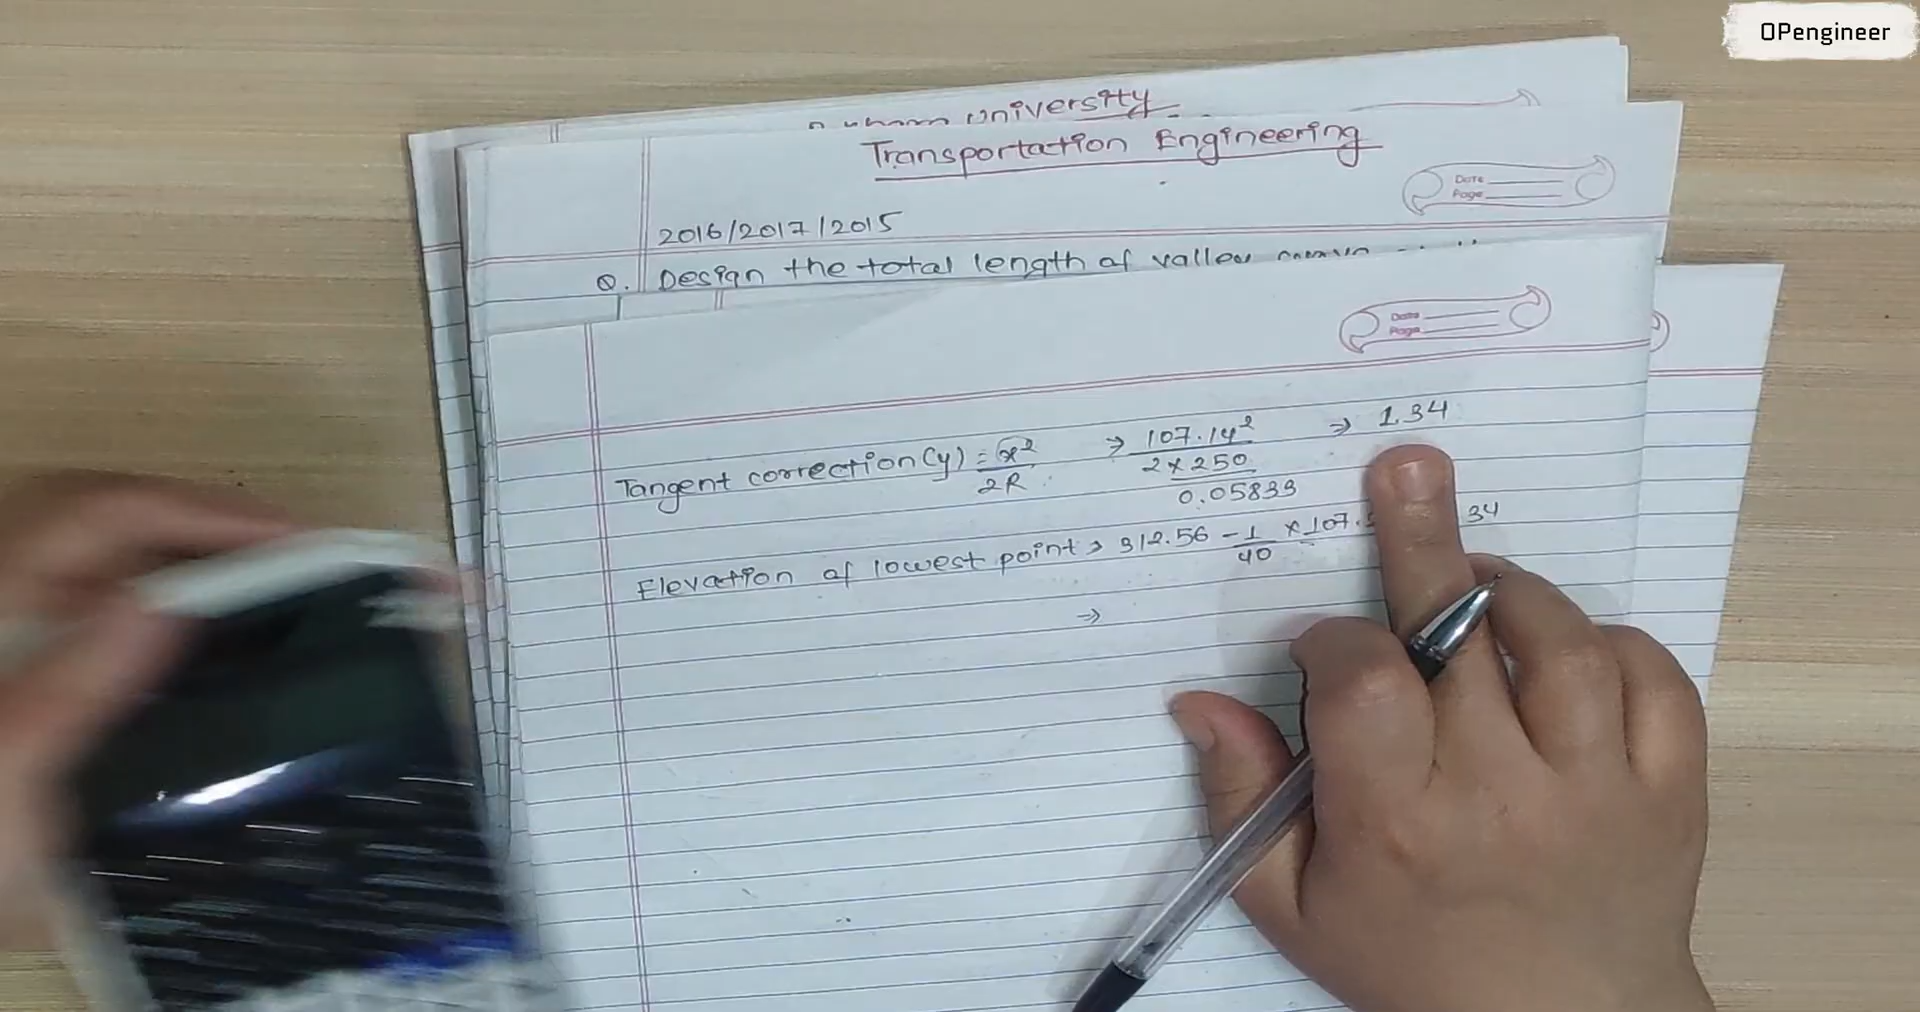 OPengineer
University
Transportation Engineering
Date
Page
2016/2017/2015
Q. Design the total length of valley
Date
Page
Tangent correction (y) = x²/2R → 107.14²/(2×250/0.05833) → 1.34
Elevation of lowest point → 312.56 - 1/40 × 107. 34
→